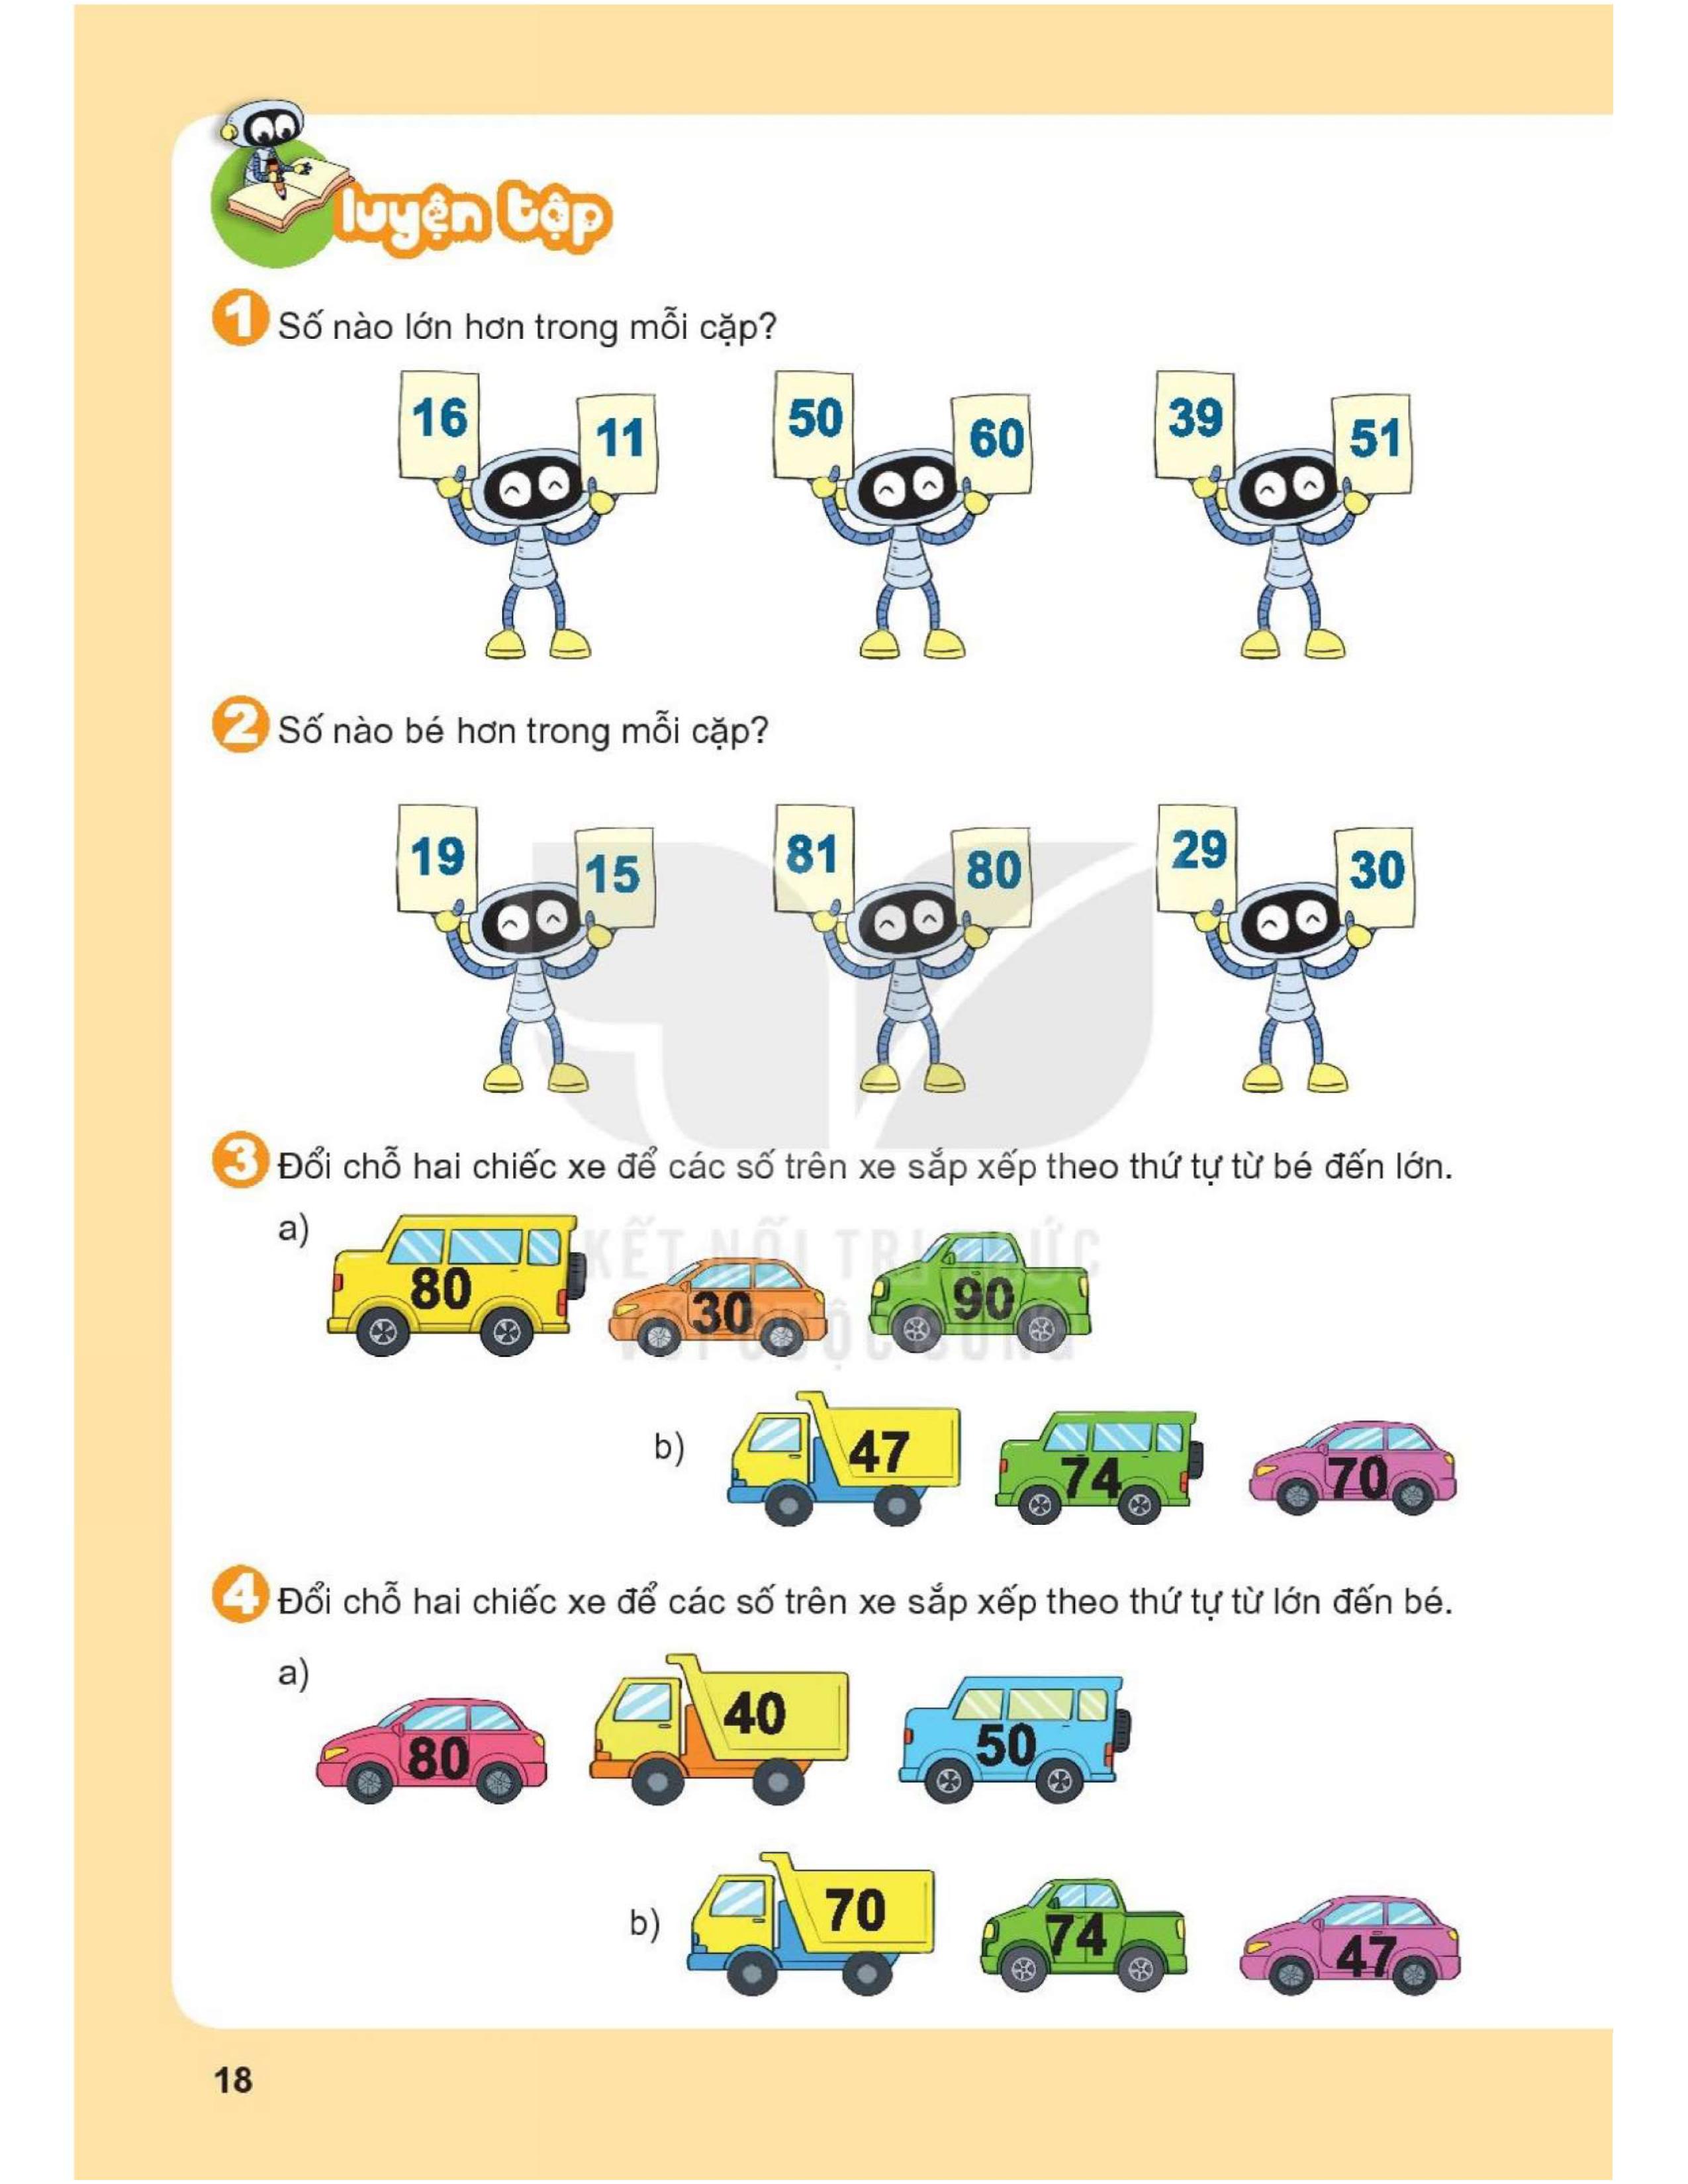 luyện tập
1 Số nào lớn hơn trong mỗi cặp?
16 11 50 60 39 51
2 Số nào bé hơn trong mỗi cặp?
19 15 81 80 29 30
3 Đổi chỗ hai chiếc xe để các số trên xe sắp xếp theo thứ tự từ bé đến lớn.
KẾT NỐI TRI THỨC
VỚI CUỘC SỐNG
a) 80 30 90
b) 47 74 70
4 Đổi chỗ hai chiếc xe để các số trên xe sắp xếp theo thứ tự từ lớn đến bé.
a) 80 40 50
b) 70 74 47
18